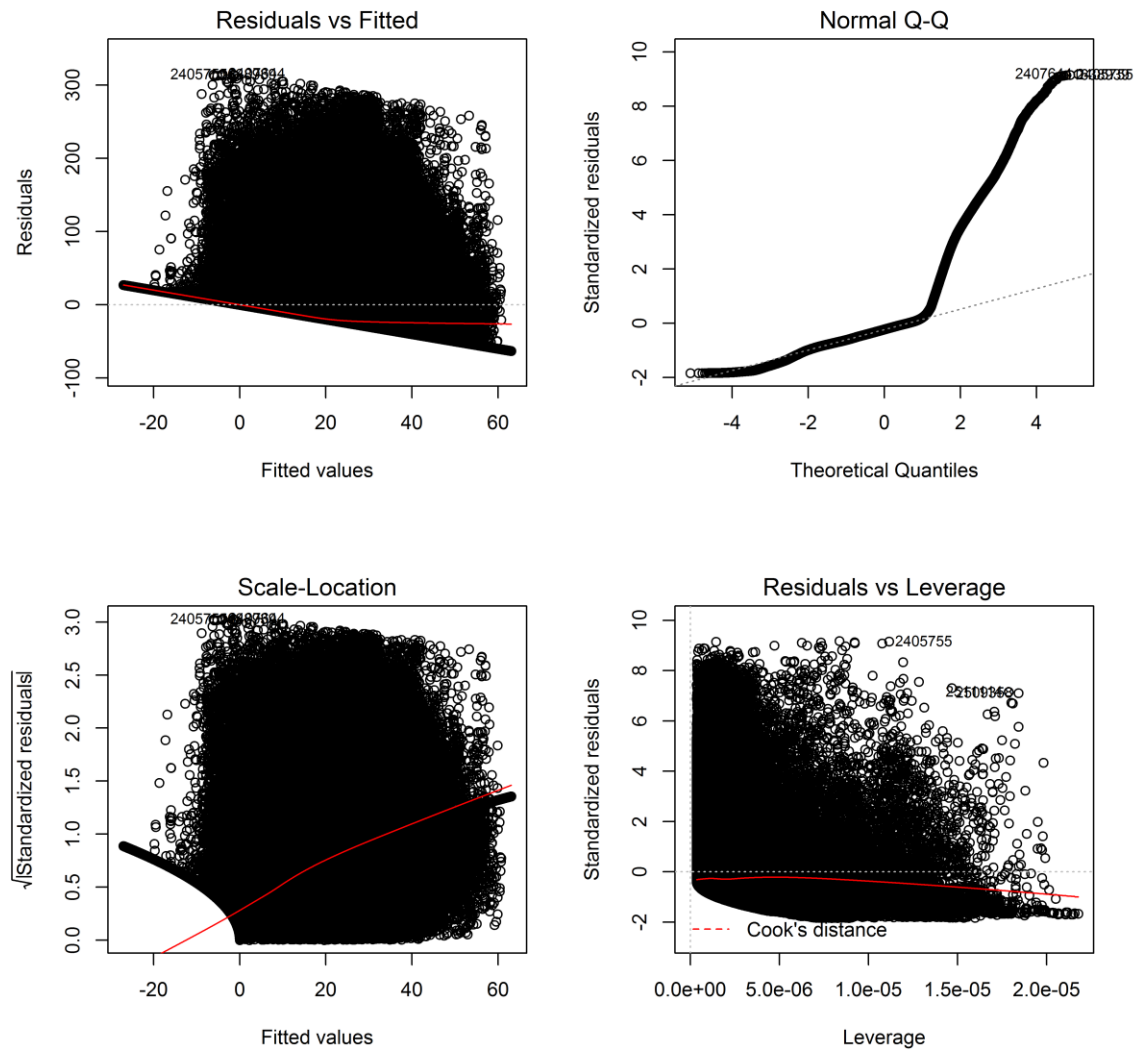 Residuals vs Fitted
Residuals
300
200
100
0
-100
-20
0
20
40
60
Fitted values
Normal Q-Q
Standardized residuals
10
8
6
4
2
0
-2
-4
-2
0
2
4
Theoretical Quantiles
Scale-Location
√|Standardized residuals|
3.0
2.5
2.0
1.5
1.0
0.5
0.0
-20
0
20
40
60
Fitted values
Residuals vs Leverage
2405755
Standardized residuals
10
8
6
4
2
0
-2
Cook's distance
0.0e+00
5.0e-06
1.0e-05
1.5e-05
2.0e-05
Leverage